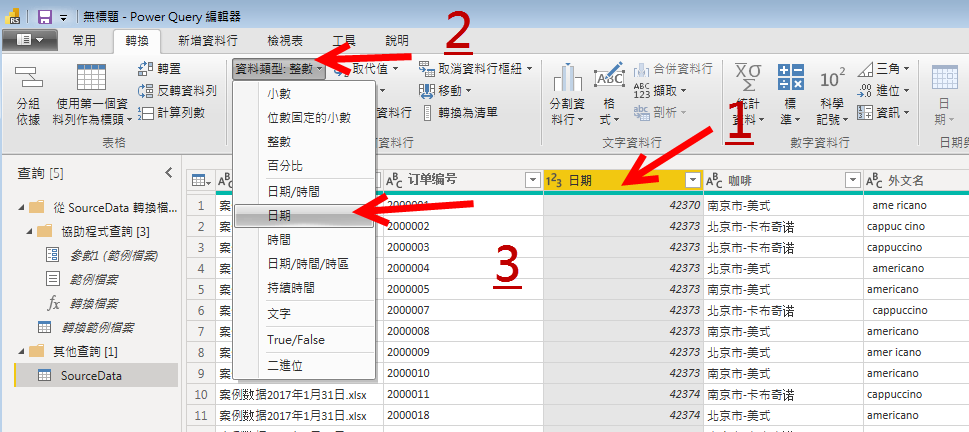 無標題 - Power Query 編輯器
常用 轉換 新增資料行 檢視表 工具 說明
2
分組依據
使用第一個資料列作為標頭
轉置
反轉資料列
計算列數
表格
資料類型: 整數
取代值
取消資料行樞紐
移動
轉換為清單
資料行
分割資料行
格式
合併資料行
擷取
剖析
文字資料行
統計資料
標準
科學記號
三角
進位
資訊
數字資料行
日期
1
小數
位數固定的小數
整數
百分比
日期/時間
日期
時間
日期/時間/時區
持續時間
文字
True/False
二進位
3
查詢 [5]
從 SourceData 轉換檔...
協助程式查詢 [3]
參數1 (範例檔案)
範例檔案
轉換檔案
轉換範例檔案
其他查詢 [1]
SourceData
订单编号 日期 咖啡 外文名
1 案 2000001 42370 南京市-美式 ame ricano
2 案 2000002 42373 北京市-卡布奇诺 cappuc cino
3 案 2000003 42373 北京市-卡布奇诺 cappuccino
4 案 2000004 42373 北京市-美式 americano
5 案 2000005 42373 南京市-美式 americano
6 案 2000007 42373 北京市-卡布奇诺 cappuccino
7 案 2000008 42373 南京市-美式 americano
8 案 2000009 42373 北京市-美式 amer icano
9 案 2000010 42373 南京市-美式 americano
10 案例数据2017年1月31日.xlsx 2000011 42374 南京市-卡布奇诺 cappuccino
11 案例数据2017年1月31日.xlsx 2000018 42374 南京市-美式 americano